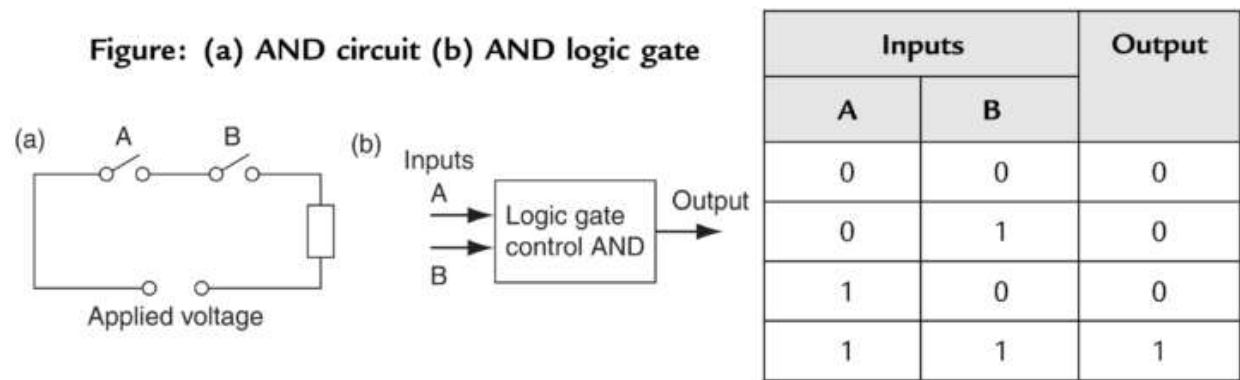 Figure: (a) AND circuit (b) AND logic gate
(a)
A B
Applied voltage
(b)
Inputs
A
B
Logic gate
control AND
Output
Inputs Output
A B
0 0 0
0 1 0
1 0 0
1 1 1